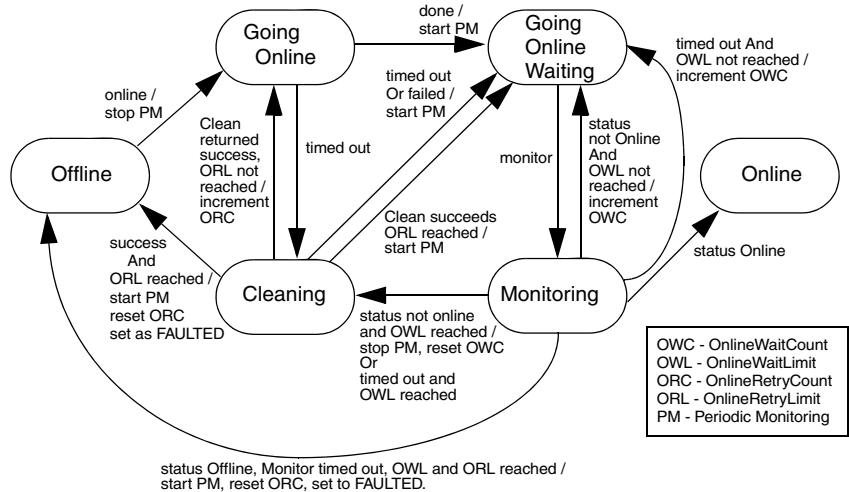 Going
Online
done /
start PM
Going
Online
Waiting
timed out And
OWL not reached /
increment OWC
online /
stop PM
Clean
returned
success,
ORL not
reached /
increment
ORC
timed out
timed out
Or failed /
start PM
monitor
status
not Online
And
OWL not
reached /
increment
OWC
Offline
Online
success
And
ORL reached /
start PM
reset ORC
set as FAULTED
Clean succeeds
ORL reached /
start PM
status Online
Cleaning
Monitoring
status not online
and OWL reached /
stop PM, reset OWC
Or
timed out and
OWL reached
OWC - OnlineWaitCount
OWL - OnlineWaitLimit
ORC - OnlineRetryCount
ORL - OnlineRetryLimit
PM - Periodic Monitoring
status Offline, Monitor timed out, OWL and ORL reached /
start PM, reset ORC, set to FAULTED.